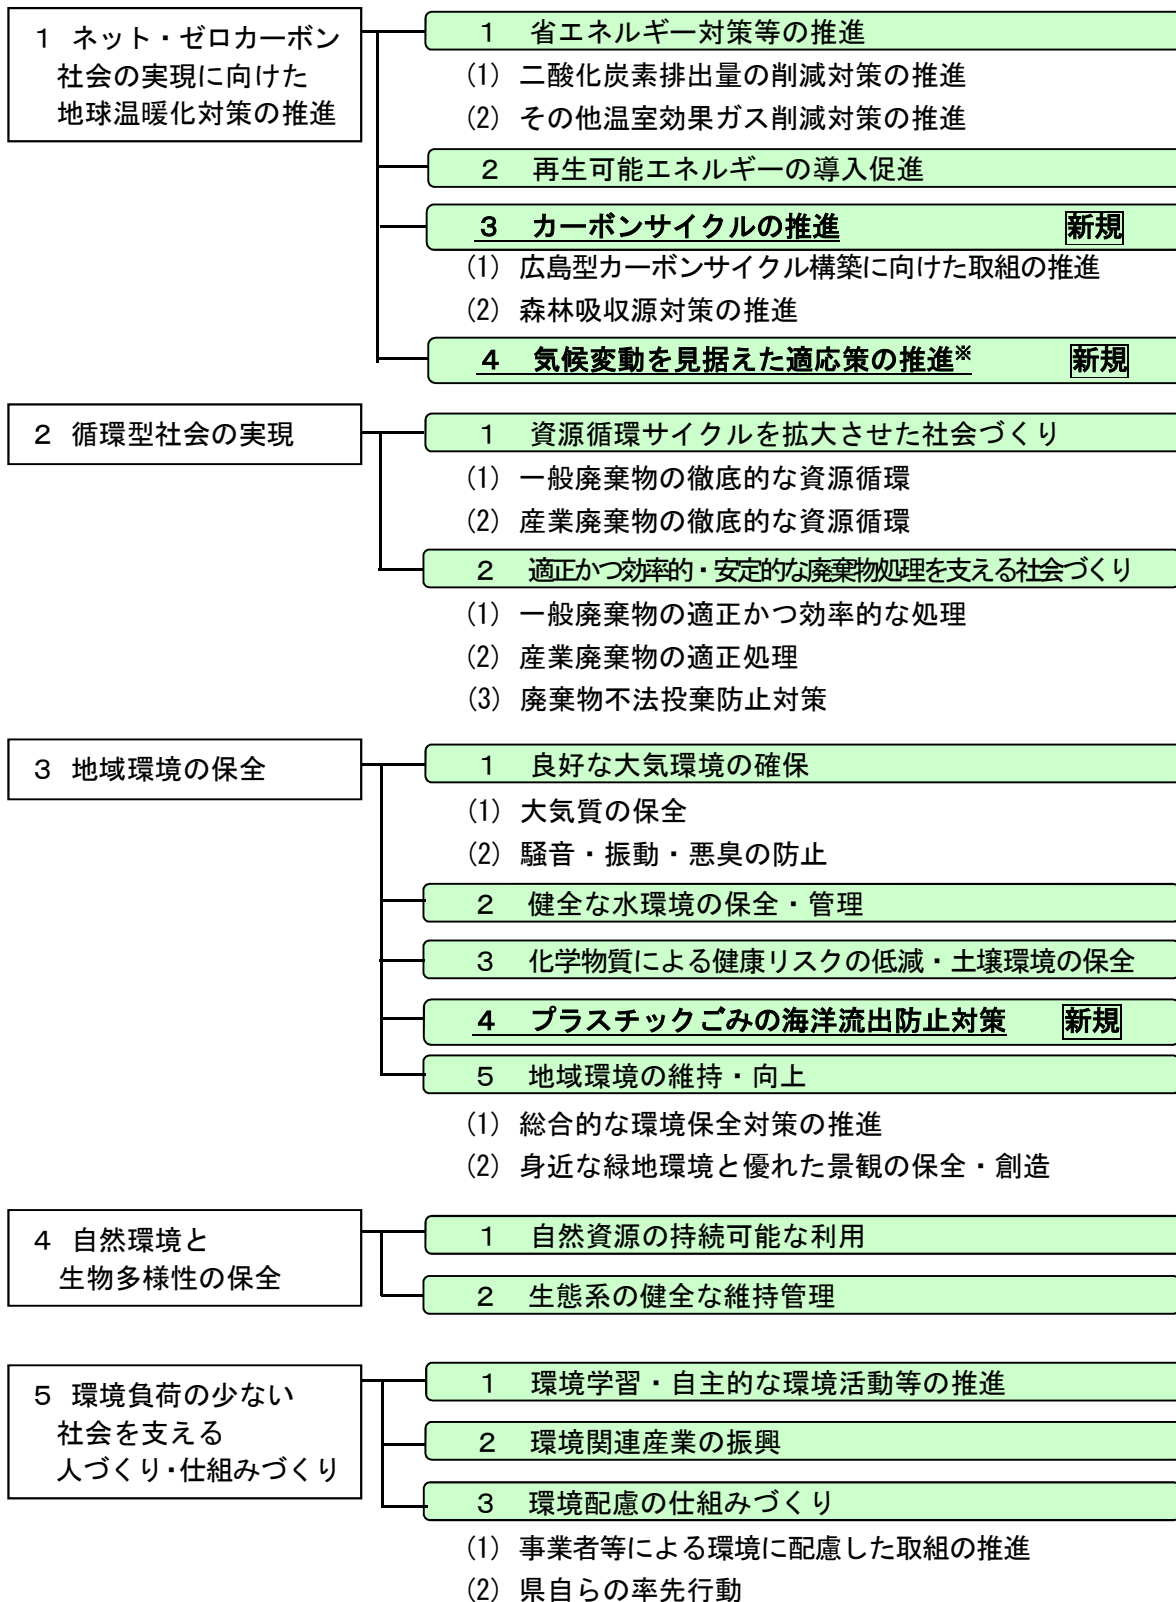 1 ネット・ゼロカーボン
社会の実現に向けた
地球温暖化対策の推進
1 省エネルギー対策等の推進
(1) 二酸化炭素排出量の削減対策の推進
(2) その他温室効果ガス削減対策の推進
2 再生可能エネルギーの導入促進
3 カーボンサイクルの推進 新規
(1) 広島型カーボンサイクル構築に向けた取組の推進
(2) 森林吸収源対策の推進
4 気候変動を見据えた適応策の推進※ 新規
2 循環型社会の実現
1 資源循環サイクルを拡大させた社会づくり
(1) 一般廃棄物の徹底的な資源循環
(2) 産業廃棄物の徹底的な資源循環
2 適正かつ効率的・安定的な廃棄物処理を支える社会づくり
(1) 一般廃棄物の適正かつ効率的な処理
(2) 産業廃棄物の適正処理
(3) 廃棄物不法投棄防止対策
3 地域環境の保全
1 良好な大気環境の確保
(1) 大気質の保全
(2) 騒音・振動・悪臭の防止
2 健全な水環境の保全・管理
3 化学物質による健康リスクの低減・土壌環境の保全
4 プラスチックごみの海洋流出防止対策 新規
5 地域環境の維持・向上
(1) 総合的な環境保全対策の推進
(2) 身近な緑地環境と優れた景観の保全・創造
4 自然環境と
生物多様性の保全
1 自然資源の持続可能な利用
2 生態系の健全な維持管理
5 環境負荷の少ない
社会を支える
人づくり・仕組みづくり
1 環境学習・自主的な環境活動等の推進
2 環境関連産業の振興
3 環境配慮の仕組みづくり
(1) 事業者等による環境に配慮した取組の推進
(2) 県自らの率先行動